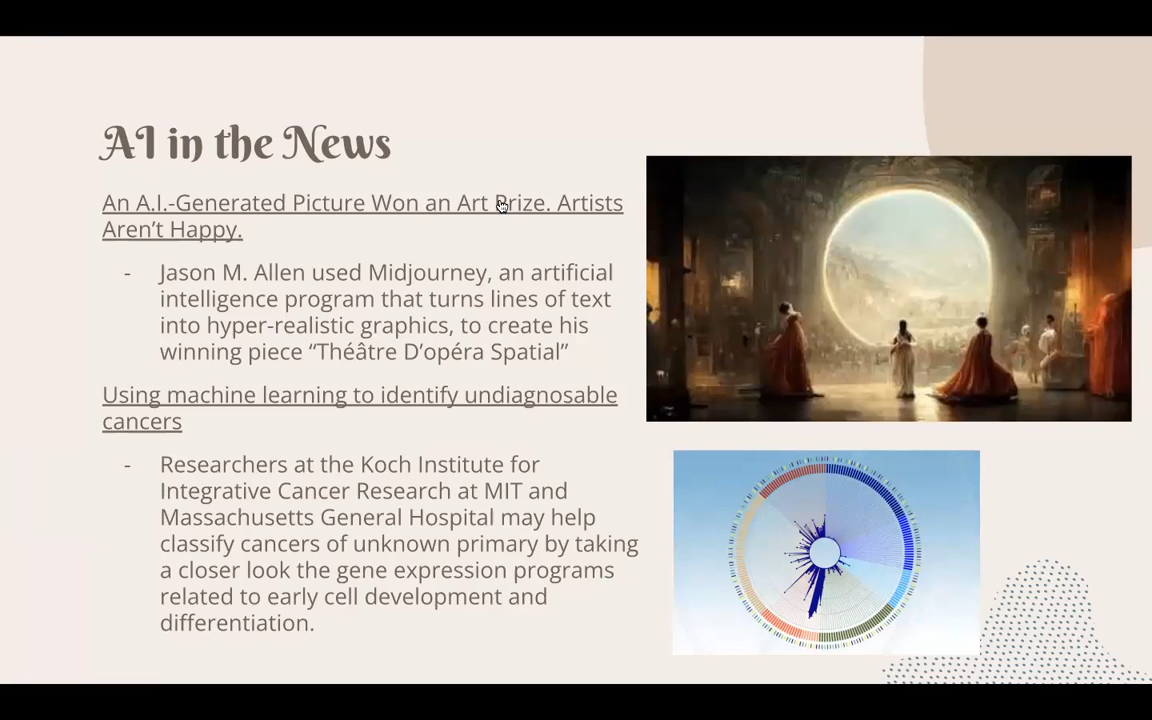 AI in the News
An A.I.-Generated Picture Won an Art Prize. Artists
Aren’t Happy.
- Jason M. Allen used Midjourney, an artificial
intelligence program that turns lines of text
into hyper-realistic graphics, to create his
winning piece “Théâtre D’opéra Spatial”
Using machine learning to identify undiagnosable
cancers
- Researchers at the Koch Institute for
Integrative Cancer Research at MIT and
Massachusetts General Hospital may help
classify cancers of unknown primary by taking
a closer look the gene expression programs
related to early cell development and
differentiation.